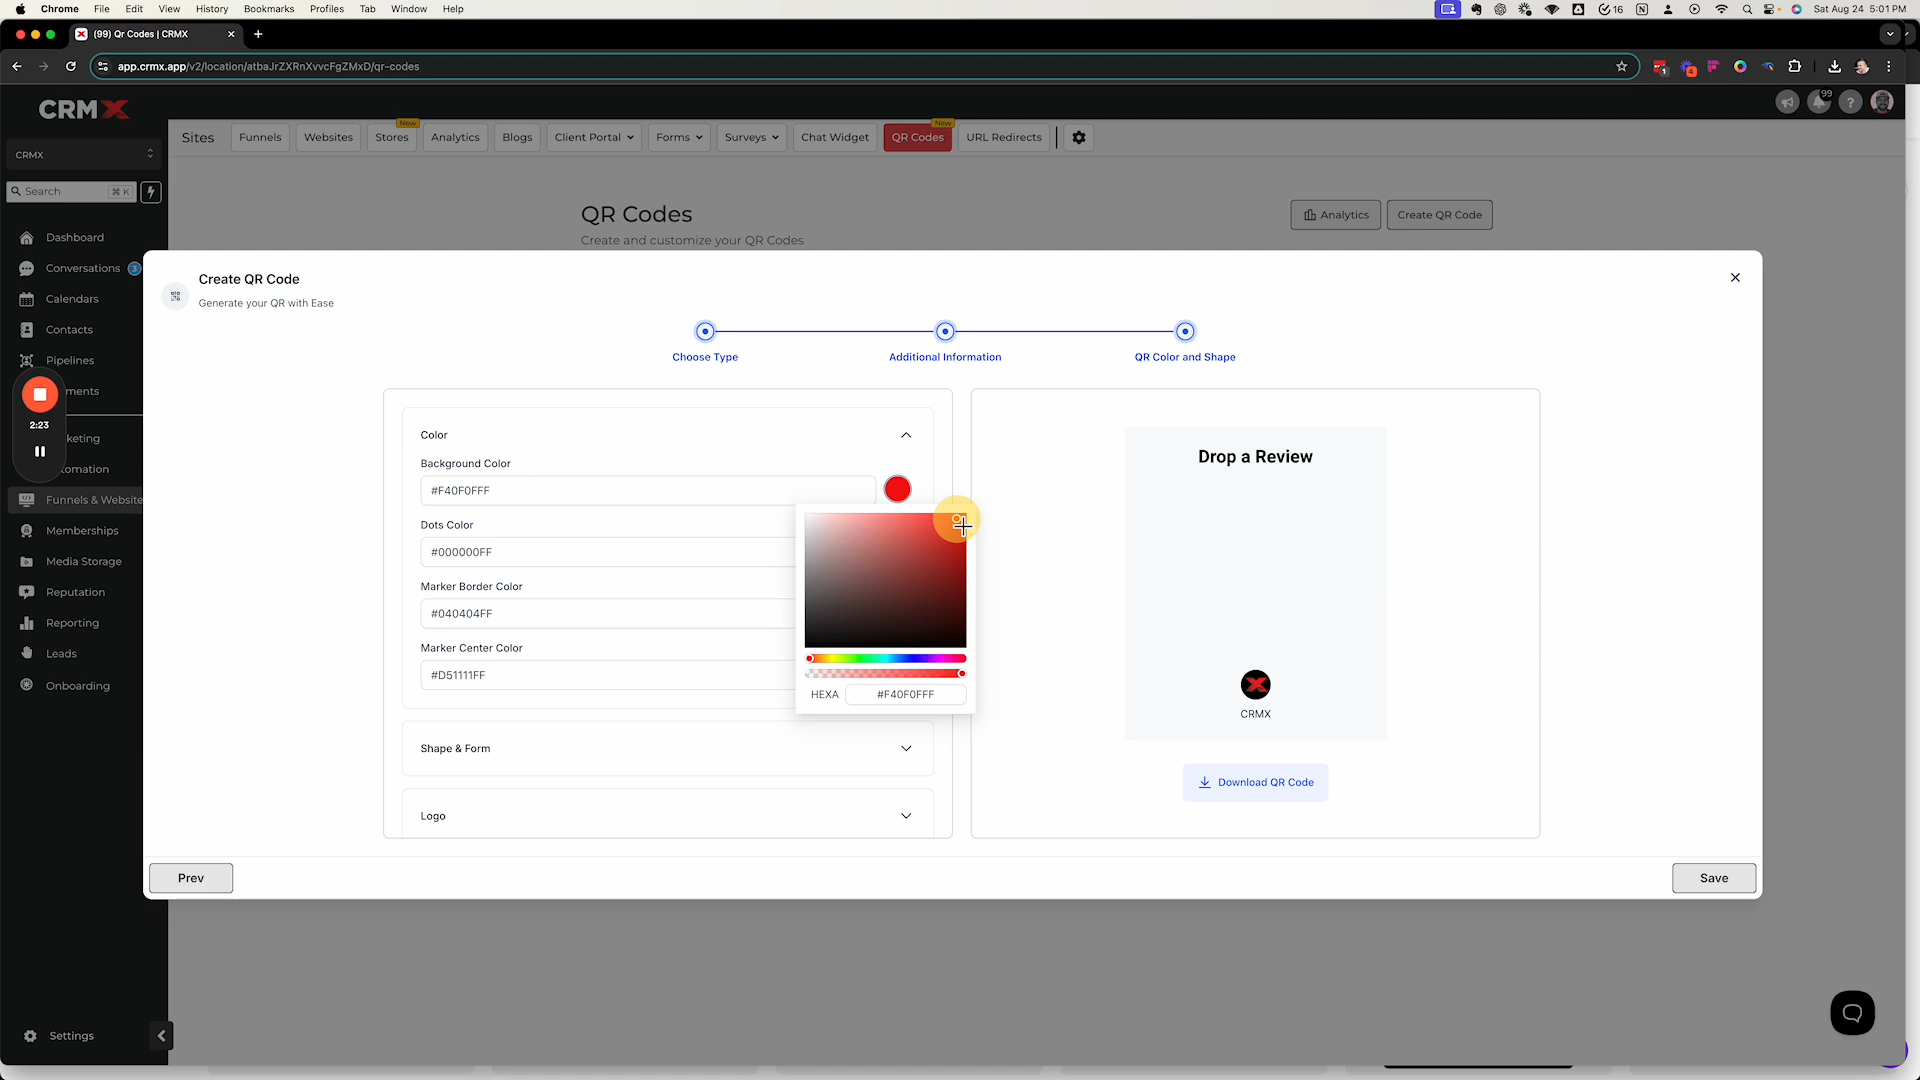 Chrome File Edit View History Bookmarks Profiles Tab Window Help 16 Sat Aug 24 5:01 PM
(99) Qr Codes | CRMX
app.crmx.app/v2/location/atbaJrZXRnXvvcFgZMxD/qr-codes 1 4
CRMX 99 ?
Sites Funnels Websites Stores New Analytics Blogs Client Portal Forms Surveys Chat Widget QR Codes New URL Redirects
CRMX
Search ⌘ K
QR Codes
Analytics Create QR Code
Create and customize your QR Codes
Dashboard
Conversations 3
Calendars
Contacts
Pipelines
ments
keting
tomation
Funnels & Website
Memberships
Media Storage
Reputation
Reporting
Leads
Onboarding
Settings
2:23
Create QR Code
Generate your QR with Ease
Choose Type Additional Information QR Color and Shape
Color
Background Color
#F40F0FFF
Dots Color
#000000FF
Marker Border Color
#040404FF
Marker Center Color
#D51111FF
HEXA #F40F0FFF
Shape & Form
Logo
Drop a Review
CRMX
Download QR Code
Prev Save